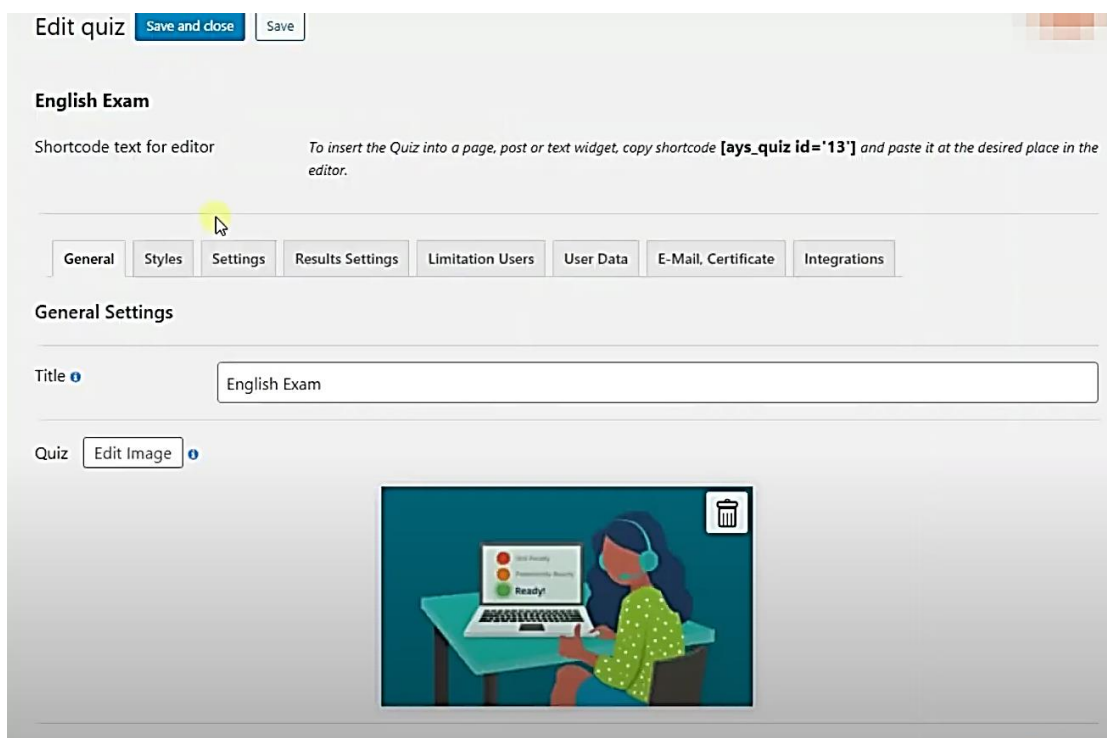 Edit quiz Save and close Save
English Exam
Shortcode text for editor To insert the Quiz into a page, post or text widget, copy shortcode [ays_quiz id='13'] and paste it at the desired place in the
editor.
General Styles Settings Results Settings Limitation Users User Data E-Mail, Certificate Integrations
General Settings
Title English Exam
Quiz Edit Image
Ready!